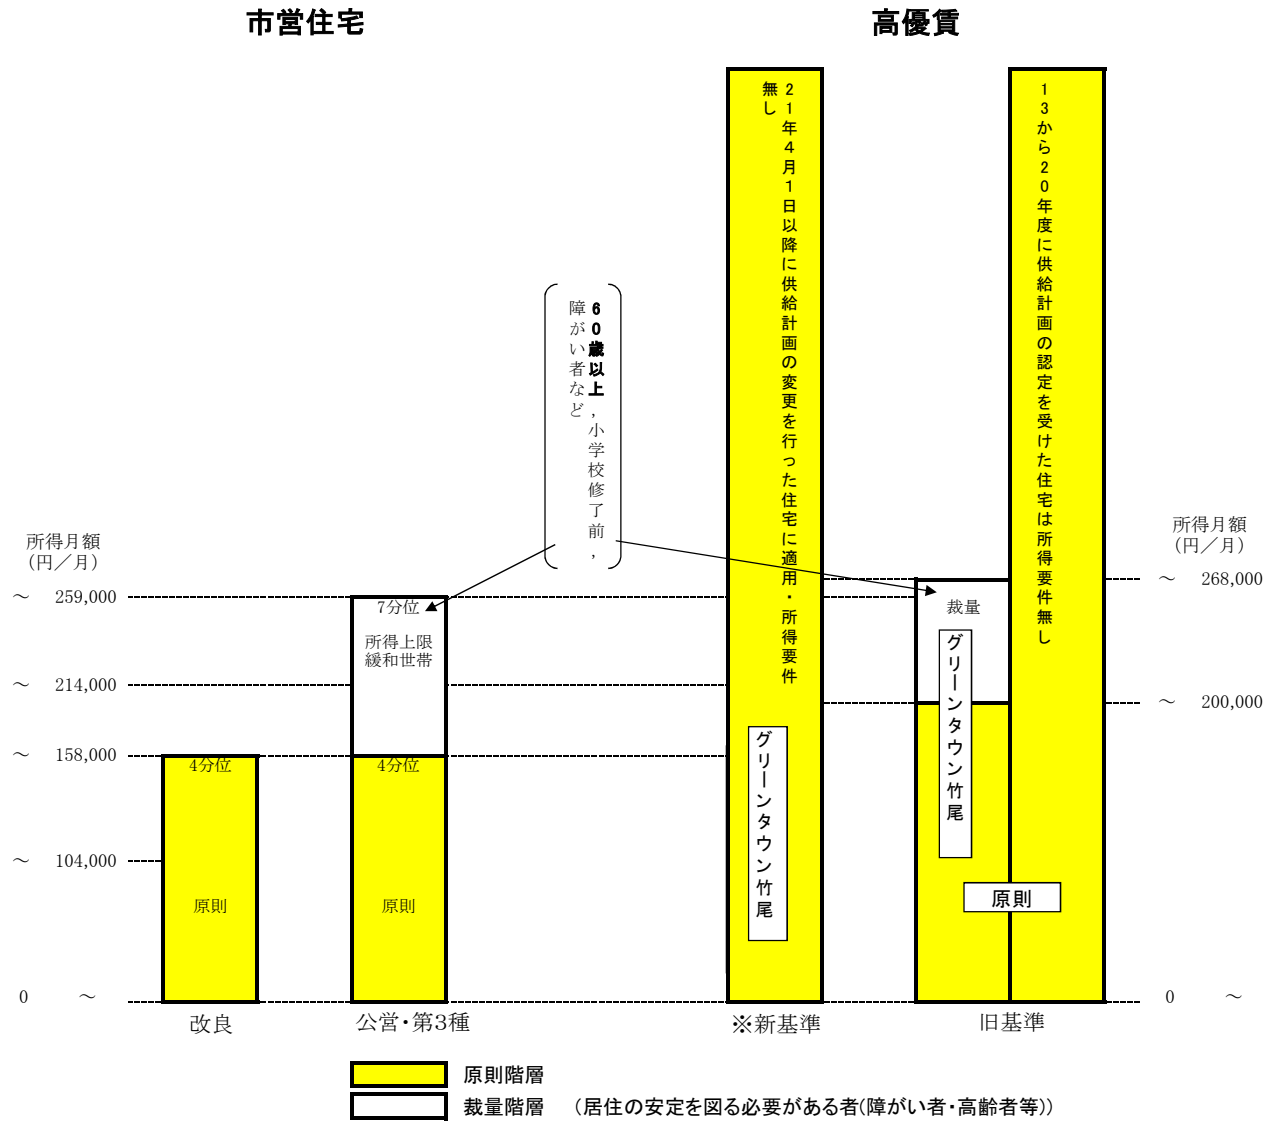 市営住宅
高優賃
21年4月1日以降に供給計画の変更を行った住宅に適用・所得要件
無し
13から20年度に供給計画の認定を受けた住宅は所得要件無し
60歳以上,小学校修了前,
障がい者など
所得月額
(円/月)
~ 259,000
~ 214,000
~ 158,000
~ 104,000
0 ~
7分位
所得上限
緩和世帯
4分位
4分位
原則
原則
グリーンタウン竹尾
裁量
グリーンタウン竹尾
原則
所得月額
(円/月)
~ 268,000
~ 200,000
0 ~
改良
公営・第3種
※新基準
旧基準
原則階層
裁量階層 (居住の安定を図る必要がある者(障がい者・高齢者等))